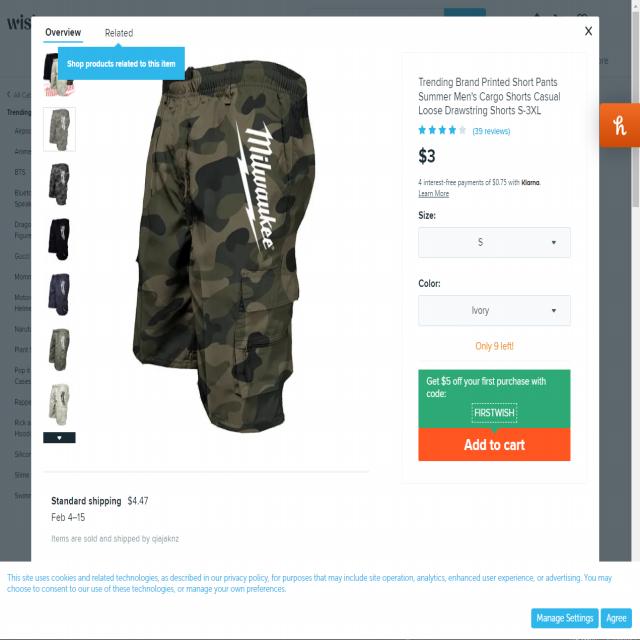 wis
Overview
Related
X
Shop products related to this item
Trending
BTS
Gucci
Milwaukee
Trending Brand Printed Short Pants
Summer Men's Cargo Shorts Casual
Loose Drawstring Shorts S-3XL
(39 reviews)
$3
4 interest-free payments of $0.75 with Klarna.
Learn More
Size:
S
Color:
Ivory
Only 9 left!
Get $5 off your first purchase with
code:
FIRSTWISH
Add to cart
Standard shipping $4.47
Feb 4–15
Items are sold and shipped by qiajaknz
This site uses cookies and related technologies, as described in our privacy policy, for purposes that may include site operation, analytics, enhanced user experience, or advertising. You may
choose to consent to our use of these technologies, or manage your own preferences.
Manage Settings
Agree